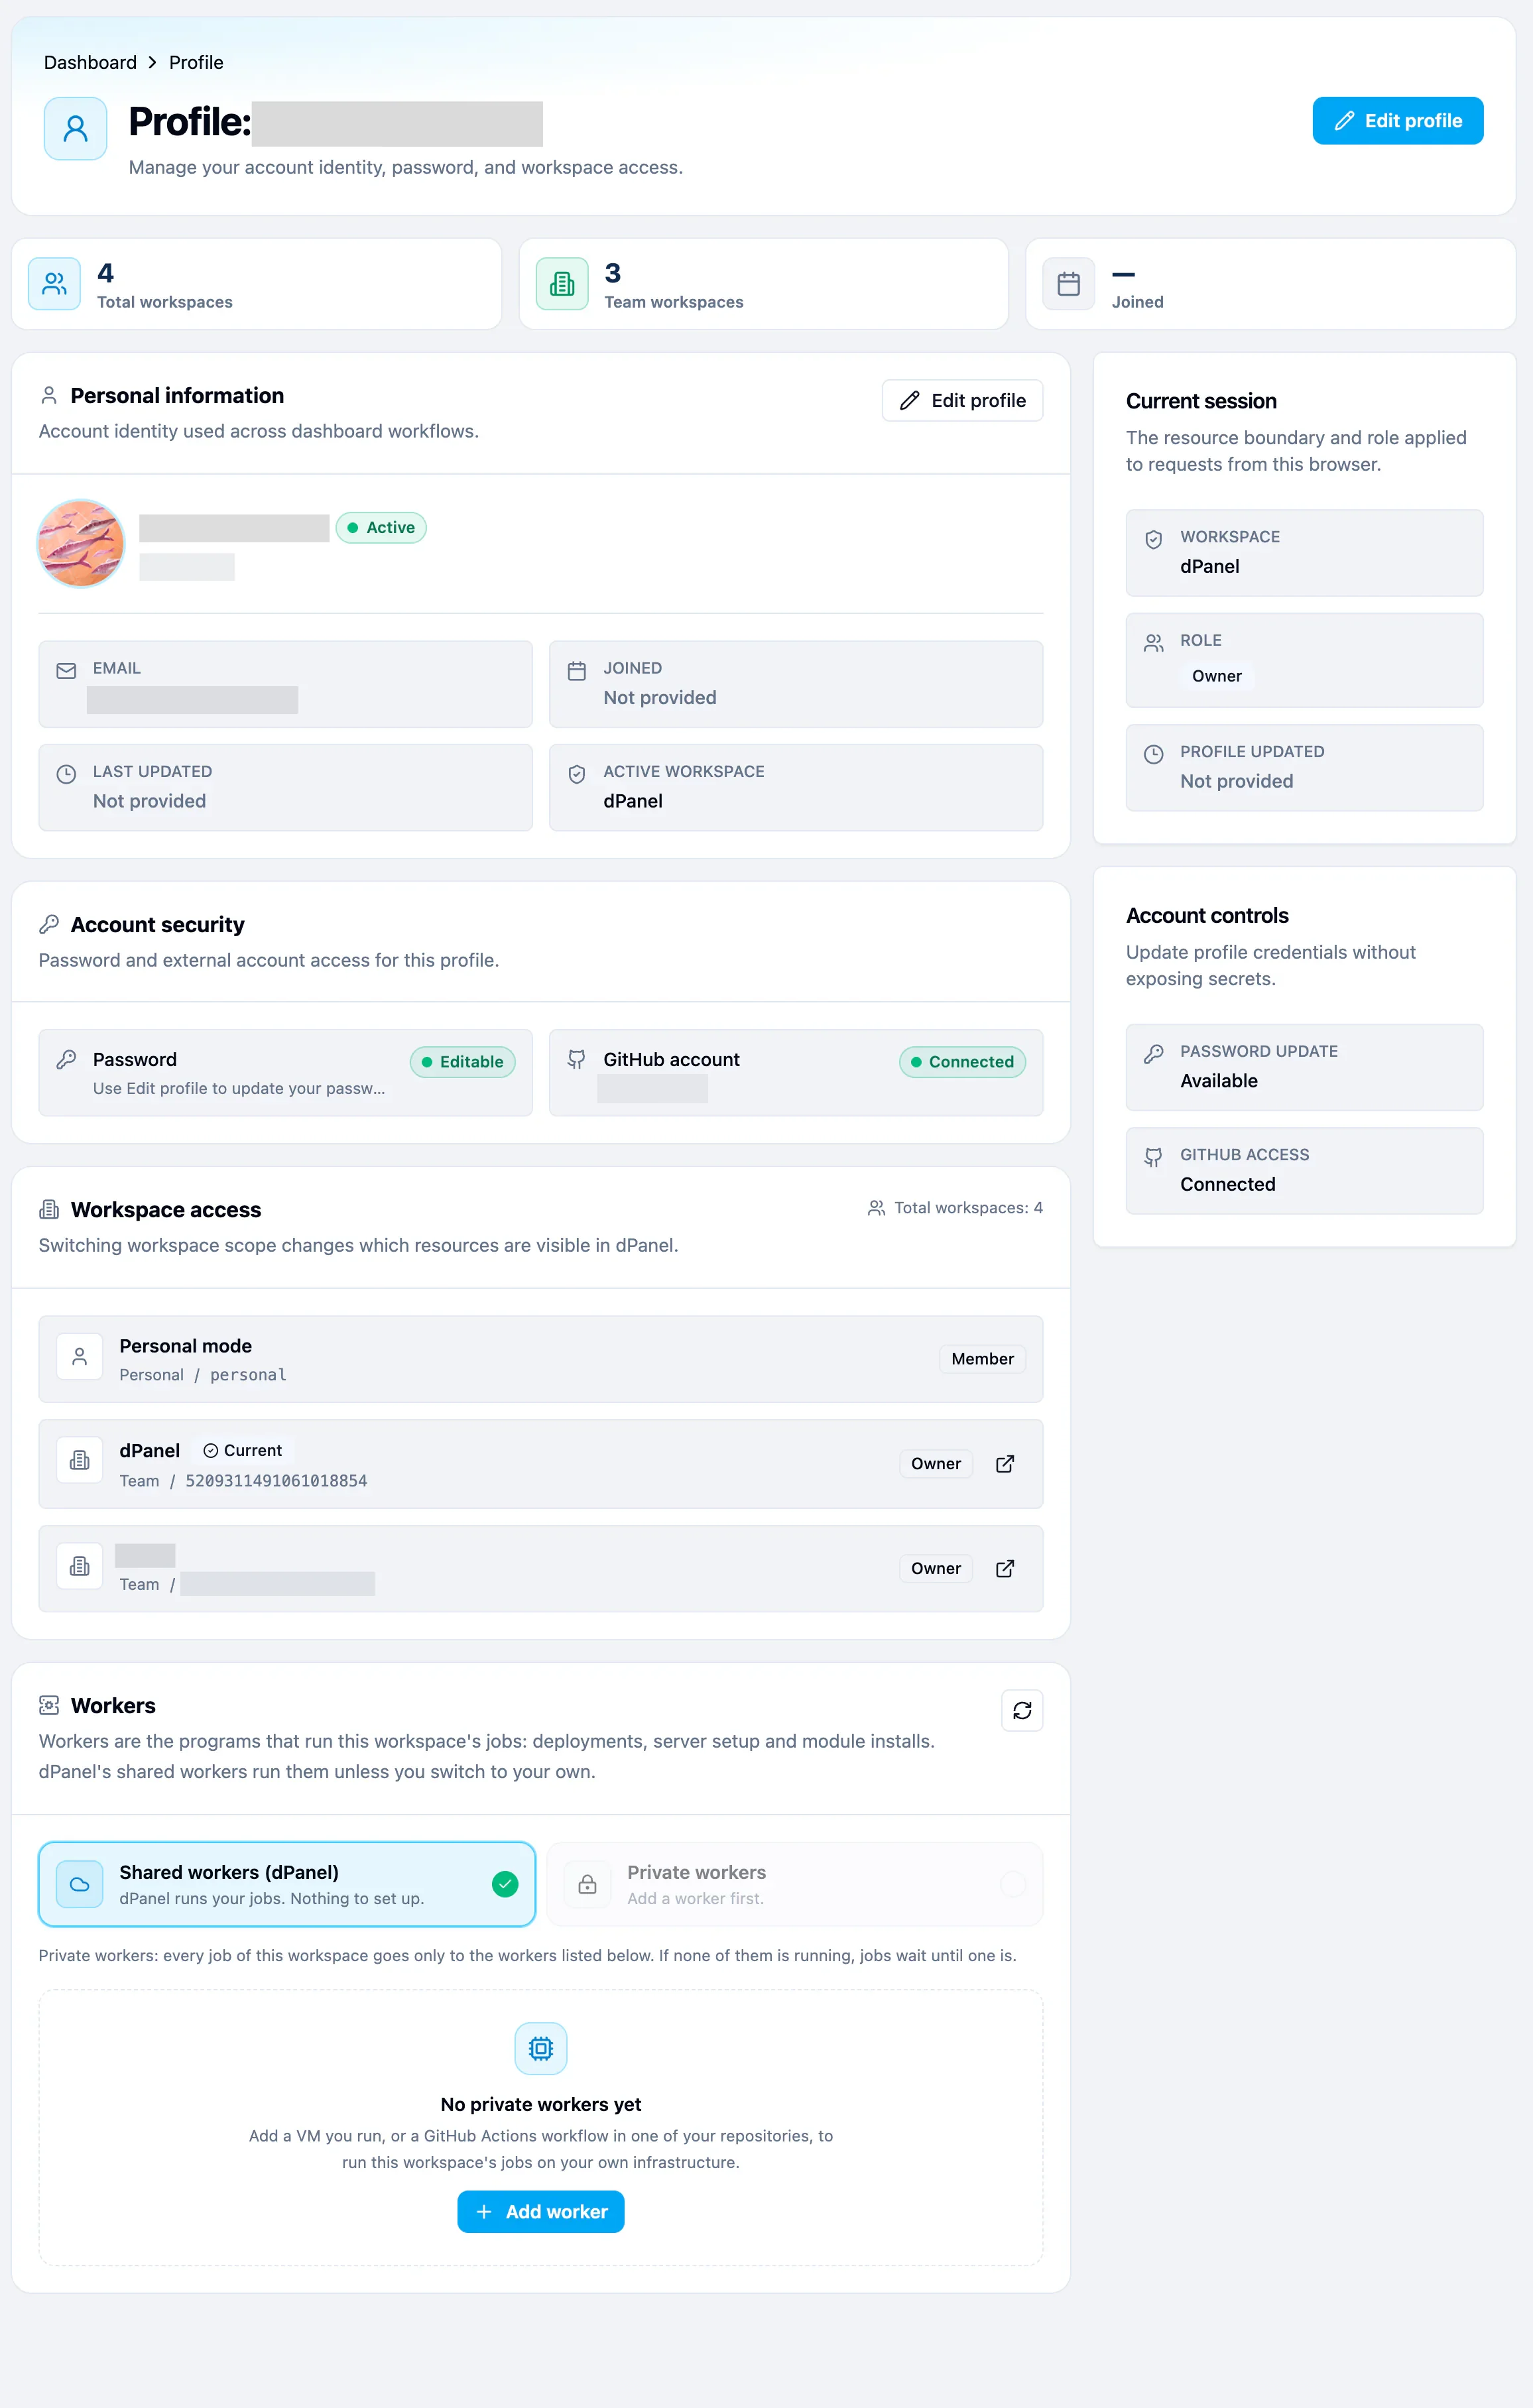 Dashboard > Profile
Profile:
Manage your account identity, password, and workspace access.
Edit profile
4
Total workspaces
3
Team workspaces
—
Joined
Personal information
Account identity used across dashboard workflows.
Edit profile
Active
EMAIL
JOINED
Not provided
LAST UPDATED
Not provided
ACTIVE WORKSPACE
dPanel
Account security
Password and external account access for this profile.
Password
Use Edit profile to update your passw...
Editable
GitHub account
Connected
Workspace access
Total workspaces: 4
Switching workspace scope changes which resources are visible in dPanel.
Personal mode
Personal / personal
Member
dPanel Current
Team / 5209311491061018854
Owner
Team /
Owner
Workers
Workers are the programs that run this workspace's jobs: deployments, server setup and module installs.
dPanel's shared workers run them unless you switch to your own.
Shared workers (dPanel)
dPanel runs your jobs. Nothing to set up.
Private workers
Add a worker first.
Private workers: every job of this workspace goes only to the workers listed below. If none of them is running, jobs wait until one is.
No private workers yet
Add a VM you run, or a GitHub Actions workflow in one of your repositories, to
run this workspace's jobs on your own infrastructure.
+ Add worker
Current session
The resource boundary and role applied
to requests from this browser.
WORKSPACE
dPanel
ROLE
Owner
PROFILE UPDATED
Not provided
Account controls
Update profile credentials without
exposing secrets.
PASSWORD UPDATE
Available
GITHUB ACCESS
Connected